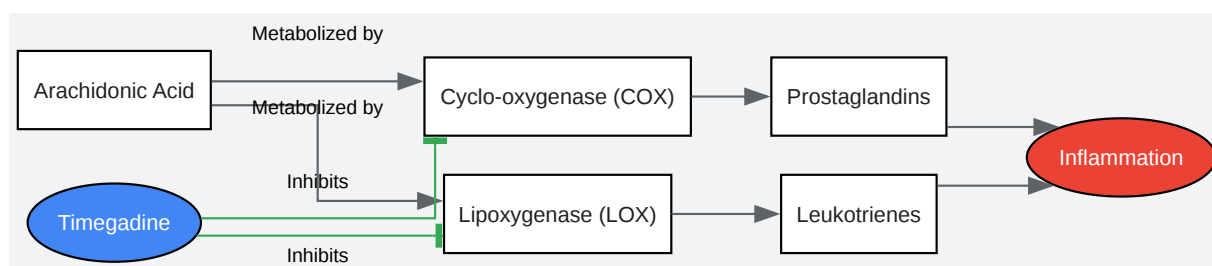 Metabolized by
Arachidonic Acid
Cyclo-oxygenase (COX)
Prostaglandins
Metabolized by
Inflammation
Inhibits
Timegadine
Lipoxygenase (LOX)
Leukotrienes
Inhibits